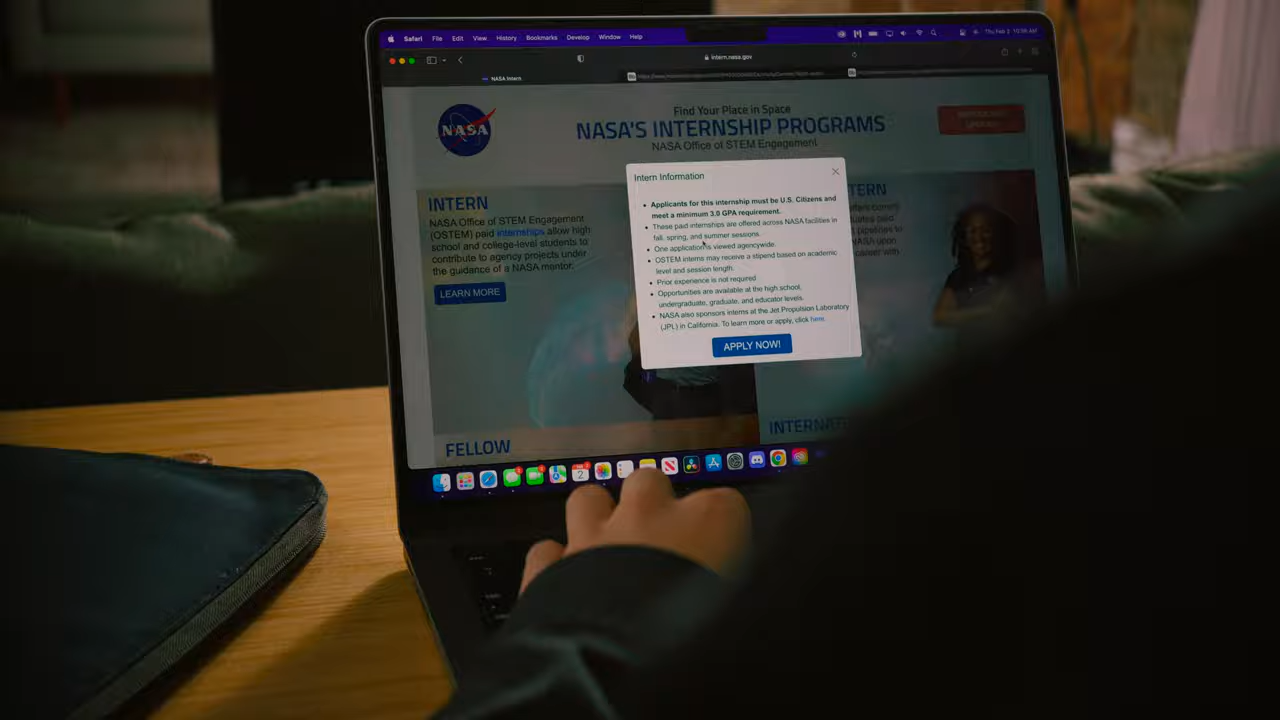 Safari File Edit View History Bookmarks Develop Window Help
intern.nasa.gov
NASA Intern
NASA
Find Your Place in Space
NASA'S INTERNSHIP PROGRAMS
NASA Office of STEM Engagement
INTERN
NASA Office of STEM Engagement
(OSTEM) paid internships allow high
school and college-level students to
contribute to agency projects under
the guidance of a NASA mentor.
LEARN MORE
Intern Information
Applicants for this internship must be U.S. Citizens and
meet a minimum 3.0 GPA requirement.
These paid internships are offered across NASA facilities in
fall, spring, and summer sessions.
One application is viewed agencywide.
OSTEM interns may receive a stipend based on academic
level and session length.
Prior experience is not required
Opportunities are available at the high school,
undergraduate, graduate, and educator levels.
NASA also sponsors interns at the Jet Propulsion Laboratory
(JPL) in California. To learn more or apply, click here.
APPLY NOW!
FELLOW